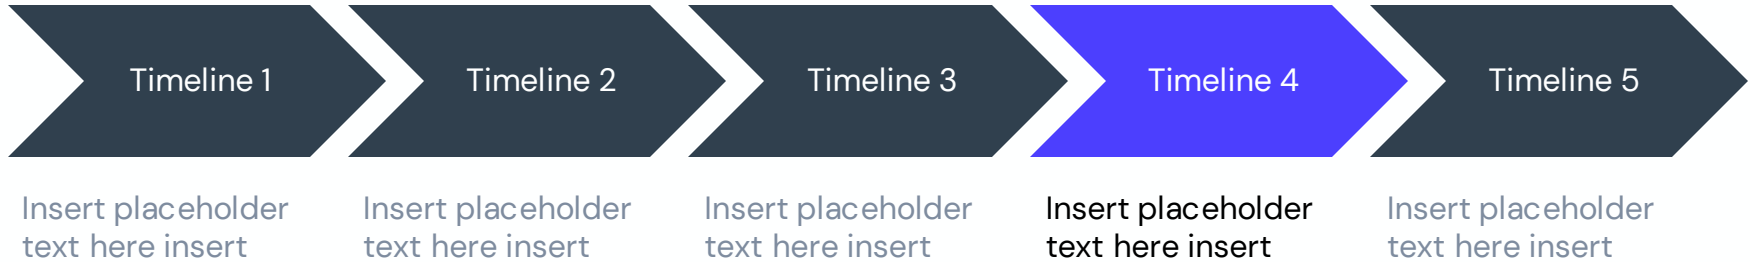 Timeline 1
Timeline 2
Timeline 3
Timeline 4
Timeline 5
Insert placeholder
text here insert
Insert placeholder
text here insert
Insert placeholder
text here insert
Insert placeholder
text here insert
Insert placeholder
text here insert